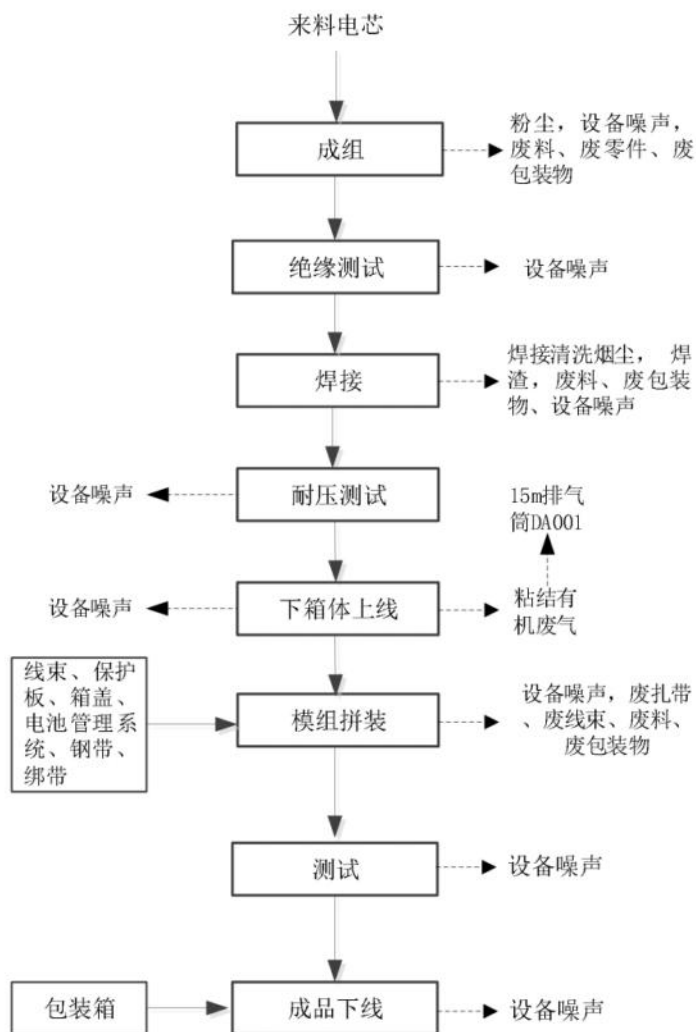 来料电芯
成组
粉尘，设备噪声，
废料、废零件、废
包装物
绝缘测试
设备噪声
焊接
焊接清洗烟尘， 焊
渣，废料、废包装
物、设备噪声
设备噪声
耐压测试
15m排气
筒DA001
设备噪声
下箱体上线
粘结有
机废气
线束、保护
板、箱盖、
电池管理系
统、钢带、
绑带
模组拼装
设备噪声，废扎带
、废线束、废料、
废包装物
测试
设备噪声
包装箱
成品下线
设备噪声